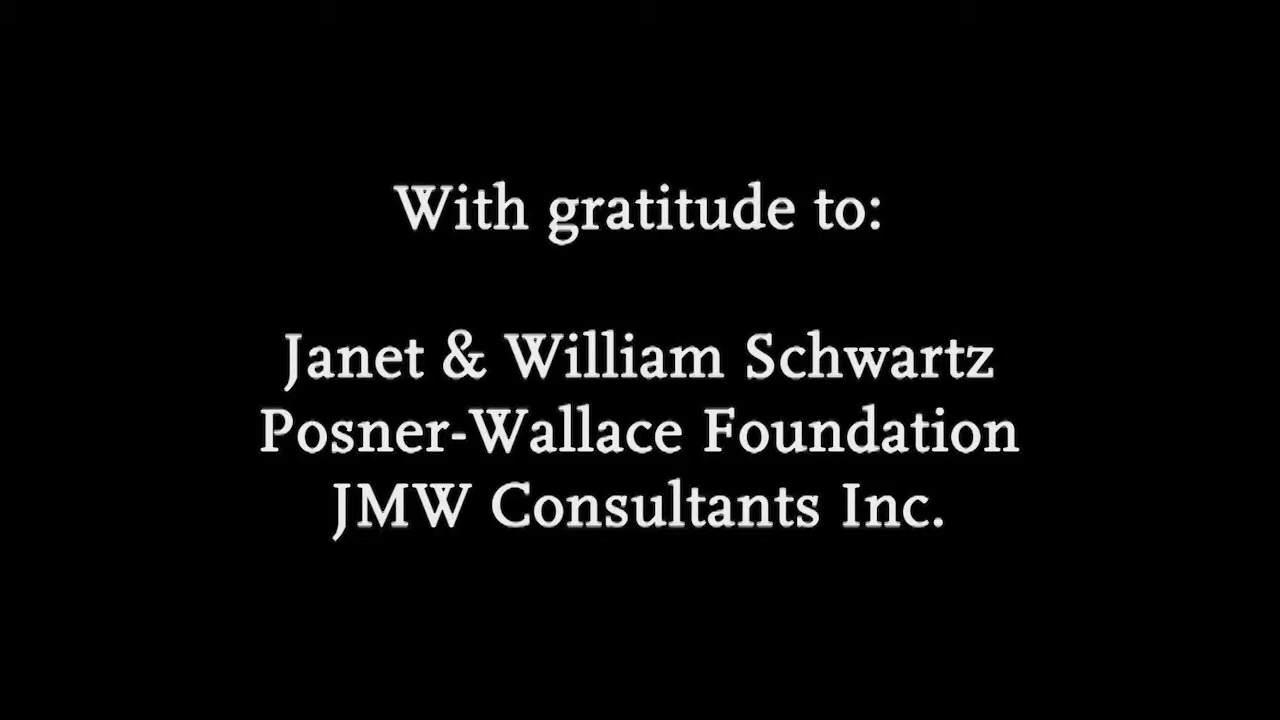 With gratitude to:
Janet & William Schwartz
Posner-Wallace Foundation
JMW Consultants Inc.